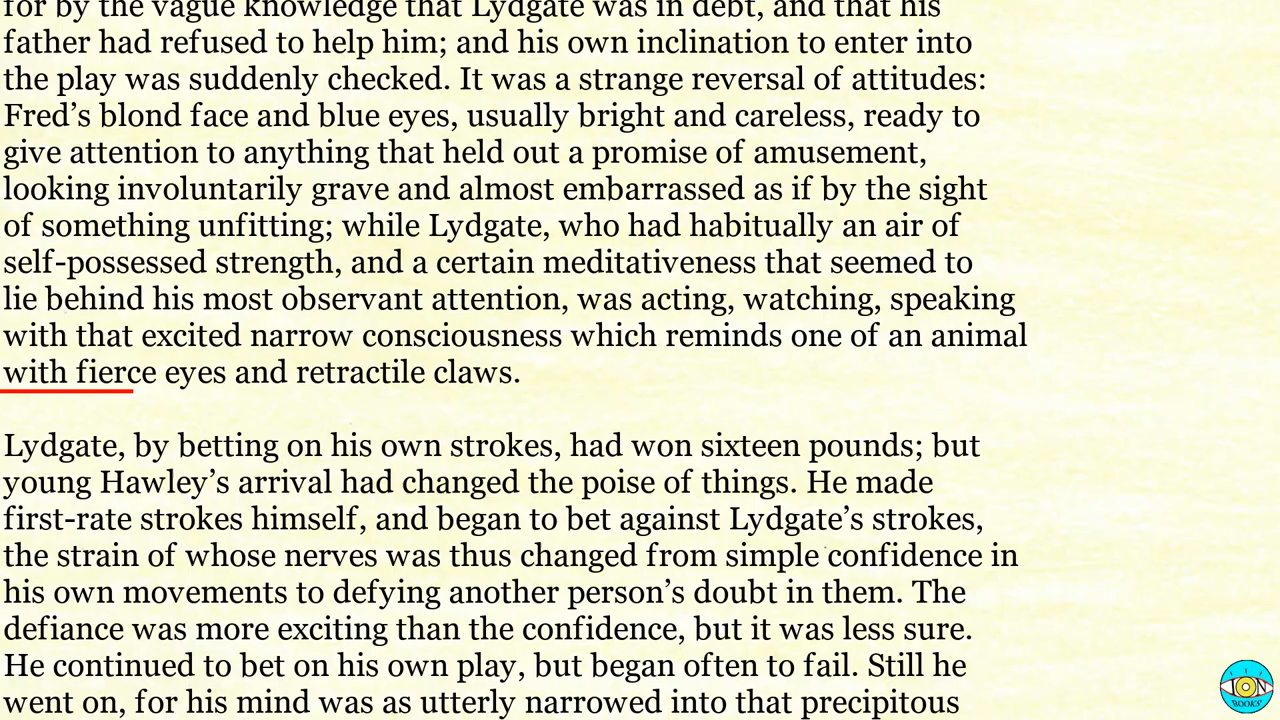 for by the vague knowledge that Lydgate was in debt, and that his
father had refused to help him; and his own inclination to enter into
the play was suddenly checked. It was a strange reversal of attitudes:
Fred’s blond face and blue eyes, usually bright and careless, ready to
give attention to anything that held out a promise of amusement,
looking involuntarily grave and almost embarrassed as if by the sight
of something unfitting; while Lydgate, who had habitually an air of
self-possessed strength, and a certain meditativeness that seemed to
lie behind his most observant attention, was acting, watching, speaking
with that excited narrow consciousness which reminds one of an animal
with fierce eyes and retractile claws.
Lydgate, by betting on his own strokes, had won sixteen pounds; but
young Hawley’s arrival had changed the poise of things. He made
first-rate strokes himself, and began to bet against Lydgate’s strokes,
the strain of whose nerves was thus changed from simple confidence in
his own movements to defying another person’s doubt in them. The
defiance was more exciting than the confidence, but it was less sure.
He continued to bet on his own play, but began often to fail. Still he
went on, for his mind was as utterly narrowed into that precipitous
ION
BOOKS